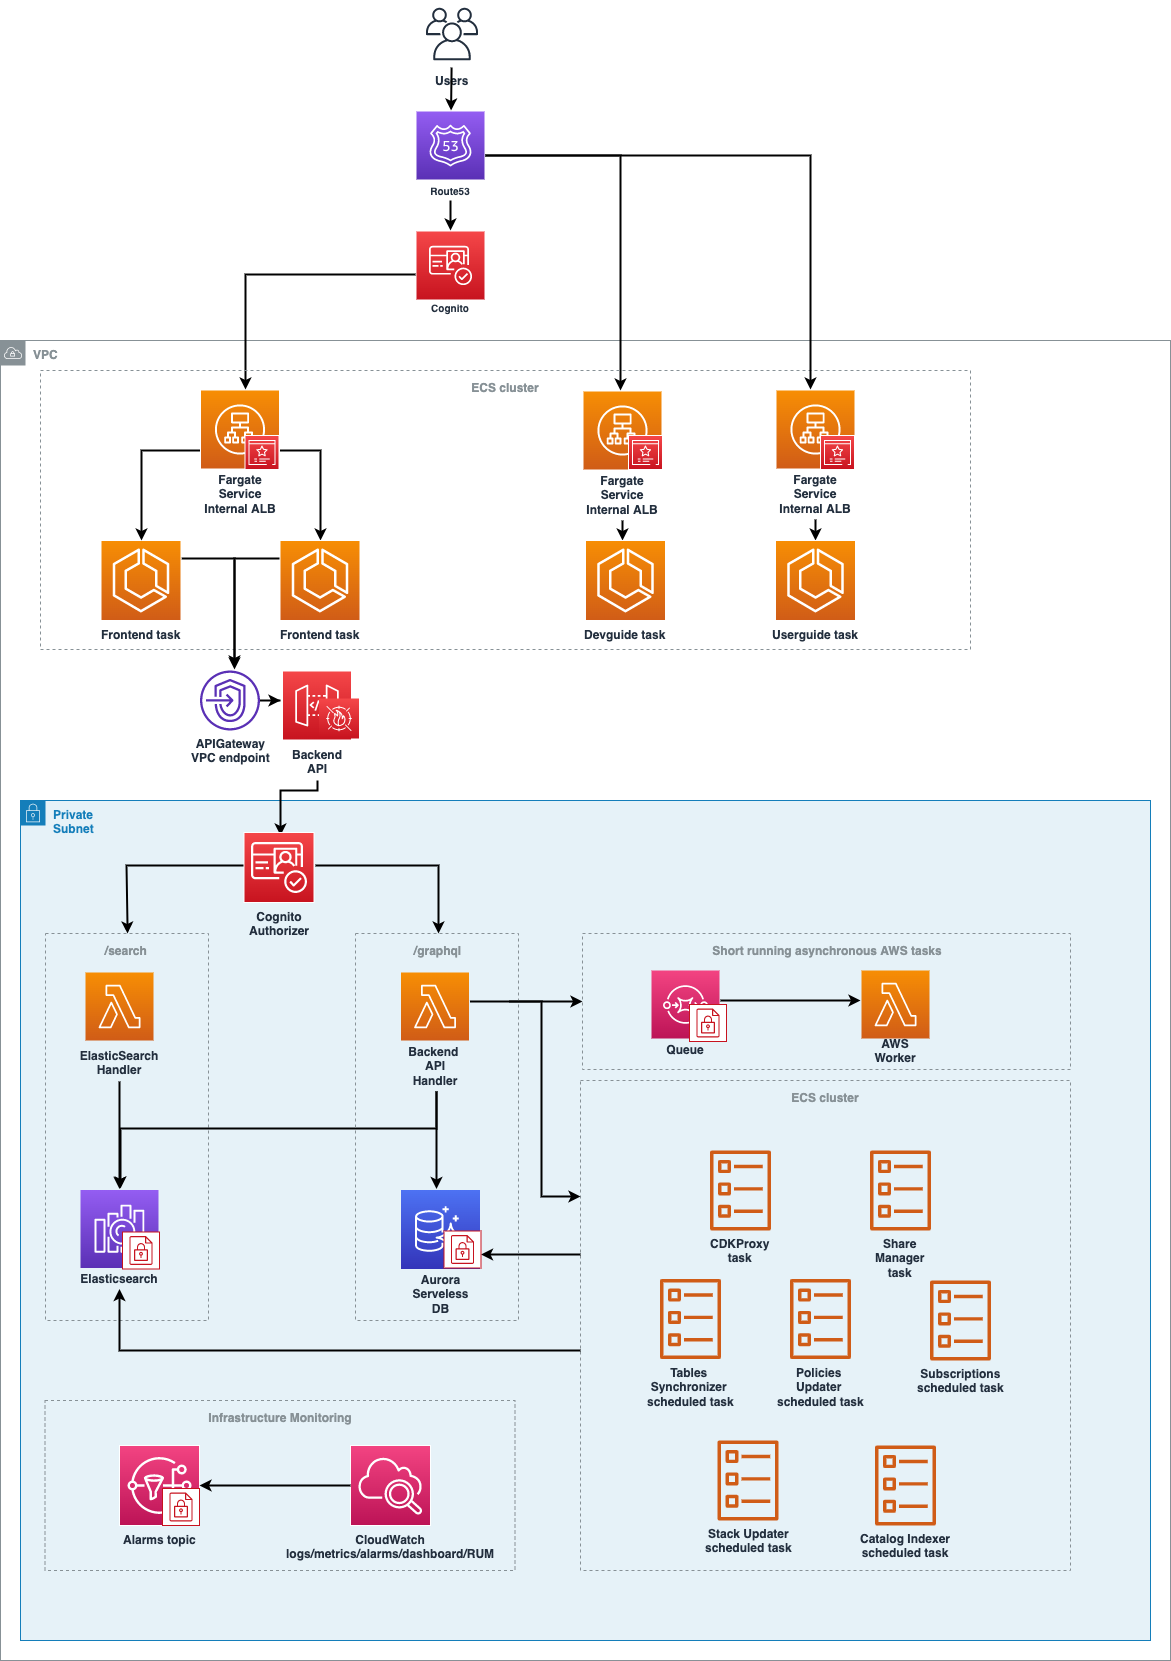 Users
53
Route53
Cognito
VPC
ECS cluster
Fargate
Service
Internal ALB
Fargate
Service
Internal ALB
Fargate
Service
Internal ALB
Frontend task
Frontend task
Devguide task
Userguide task
APIGateway
VPC endpoint
</>
Backend
API
Private
Subnet
Cognito
Authorizer
/search
/graphql
Short running asynchronous AWS tasks
ElasticSearch
Handler
Backend
API
Handler
Queue
AWS
Worker
ECS cluster
CDKProxy
task
Share
Manager
task
Elasticsearch
Aurora
Serveless
DB
Tables
Synchronizer
scheduled task
Policies
Updater
scheduled task
Subscriptions
scheduled task
Infrastructure Monitoring
Alarms topic
CloudWatch
logs/metrics/alarms/dashboard/RUM
Stack Updater
scheduled task
Catalog Indexer
scheduled task